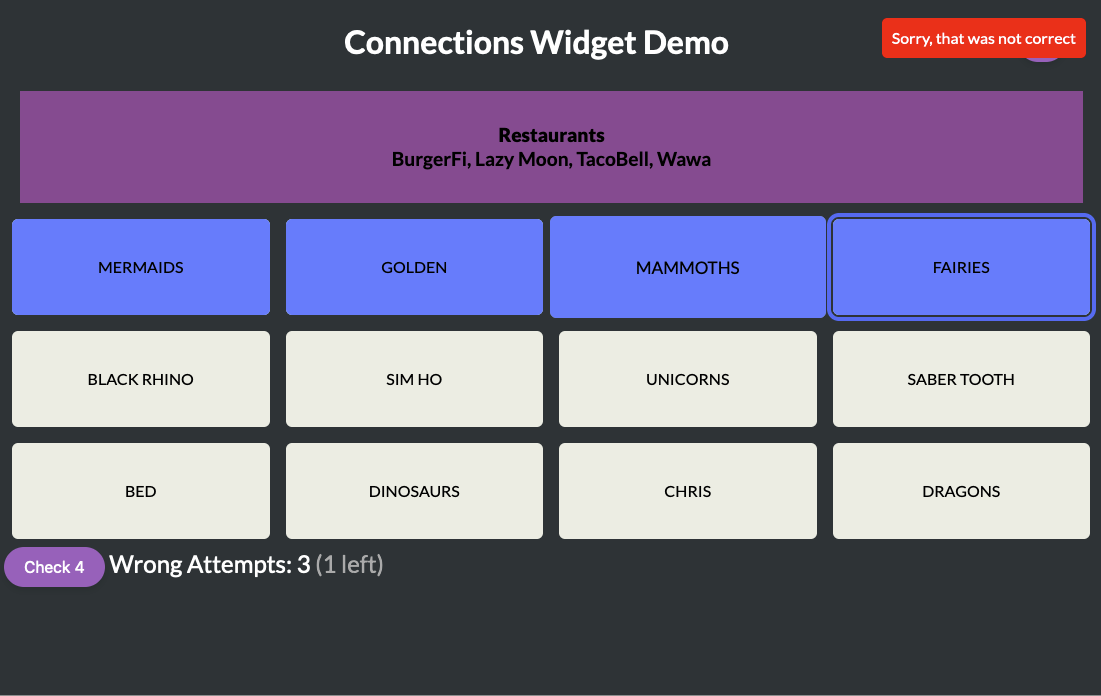 Connections Widget Demo
Sorry, that was not correct
Restaurants
BurgerFi, Lazy Moon, TacoBell, Wawa
MERMAIDS
GOLDEN
MAMMOTHS
FAIRIES
BLACK RHINO
SIM HO
UNICORNS
SABER TOOTH
BED
DINOSAURS
CHRIS
DRAGONS
Check 4
Wrong Attempts: 3 (1 left)